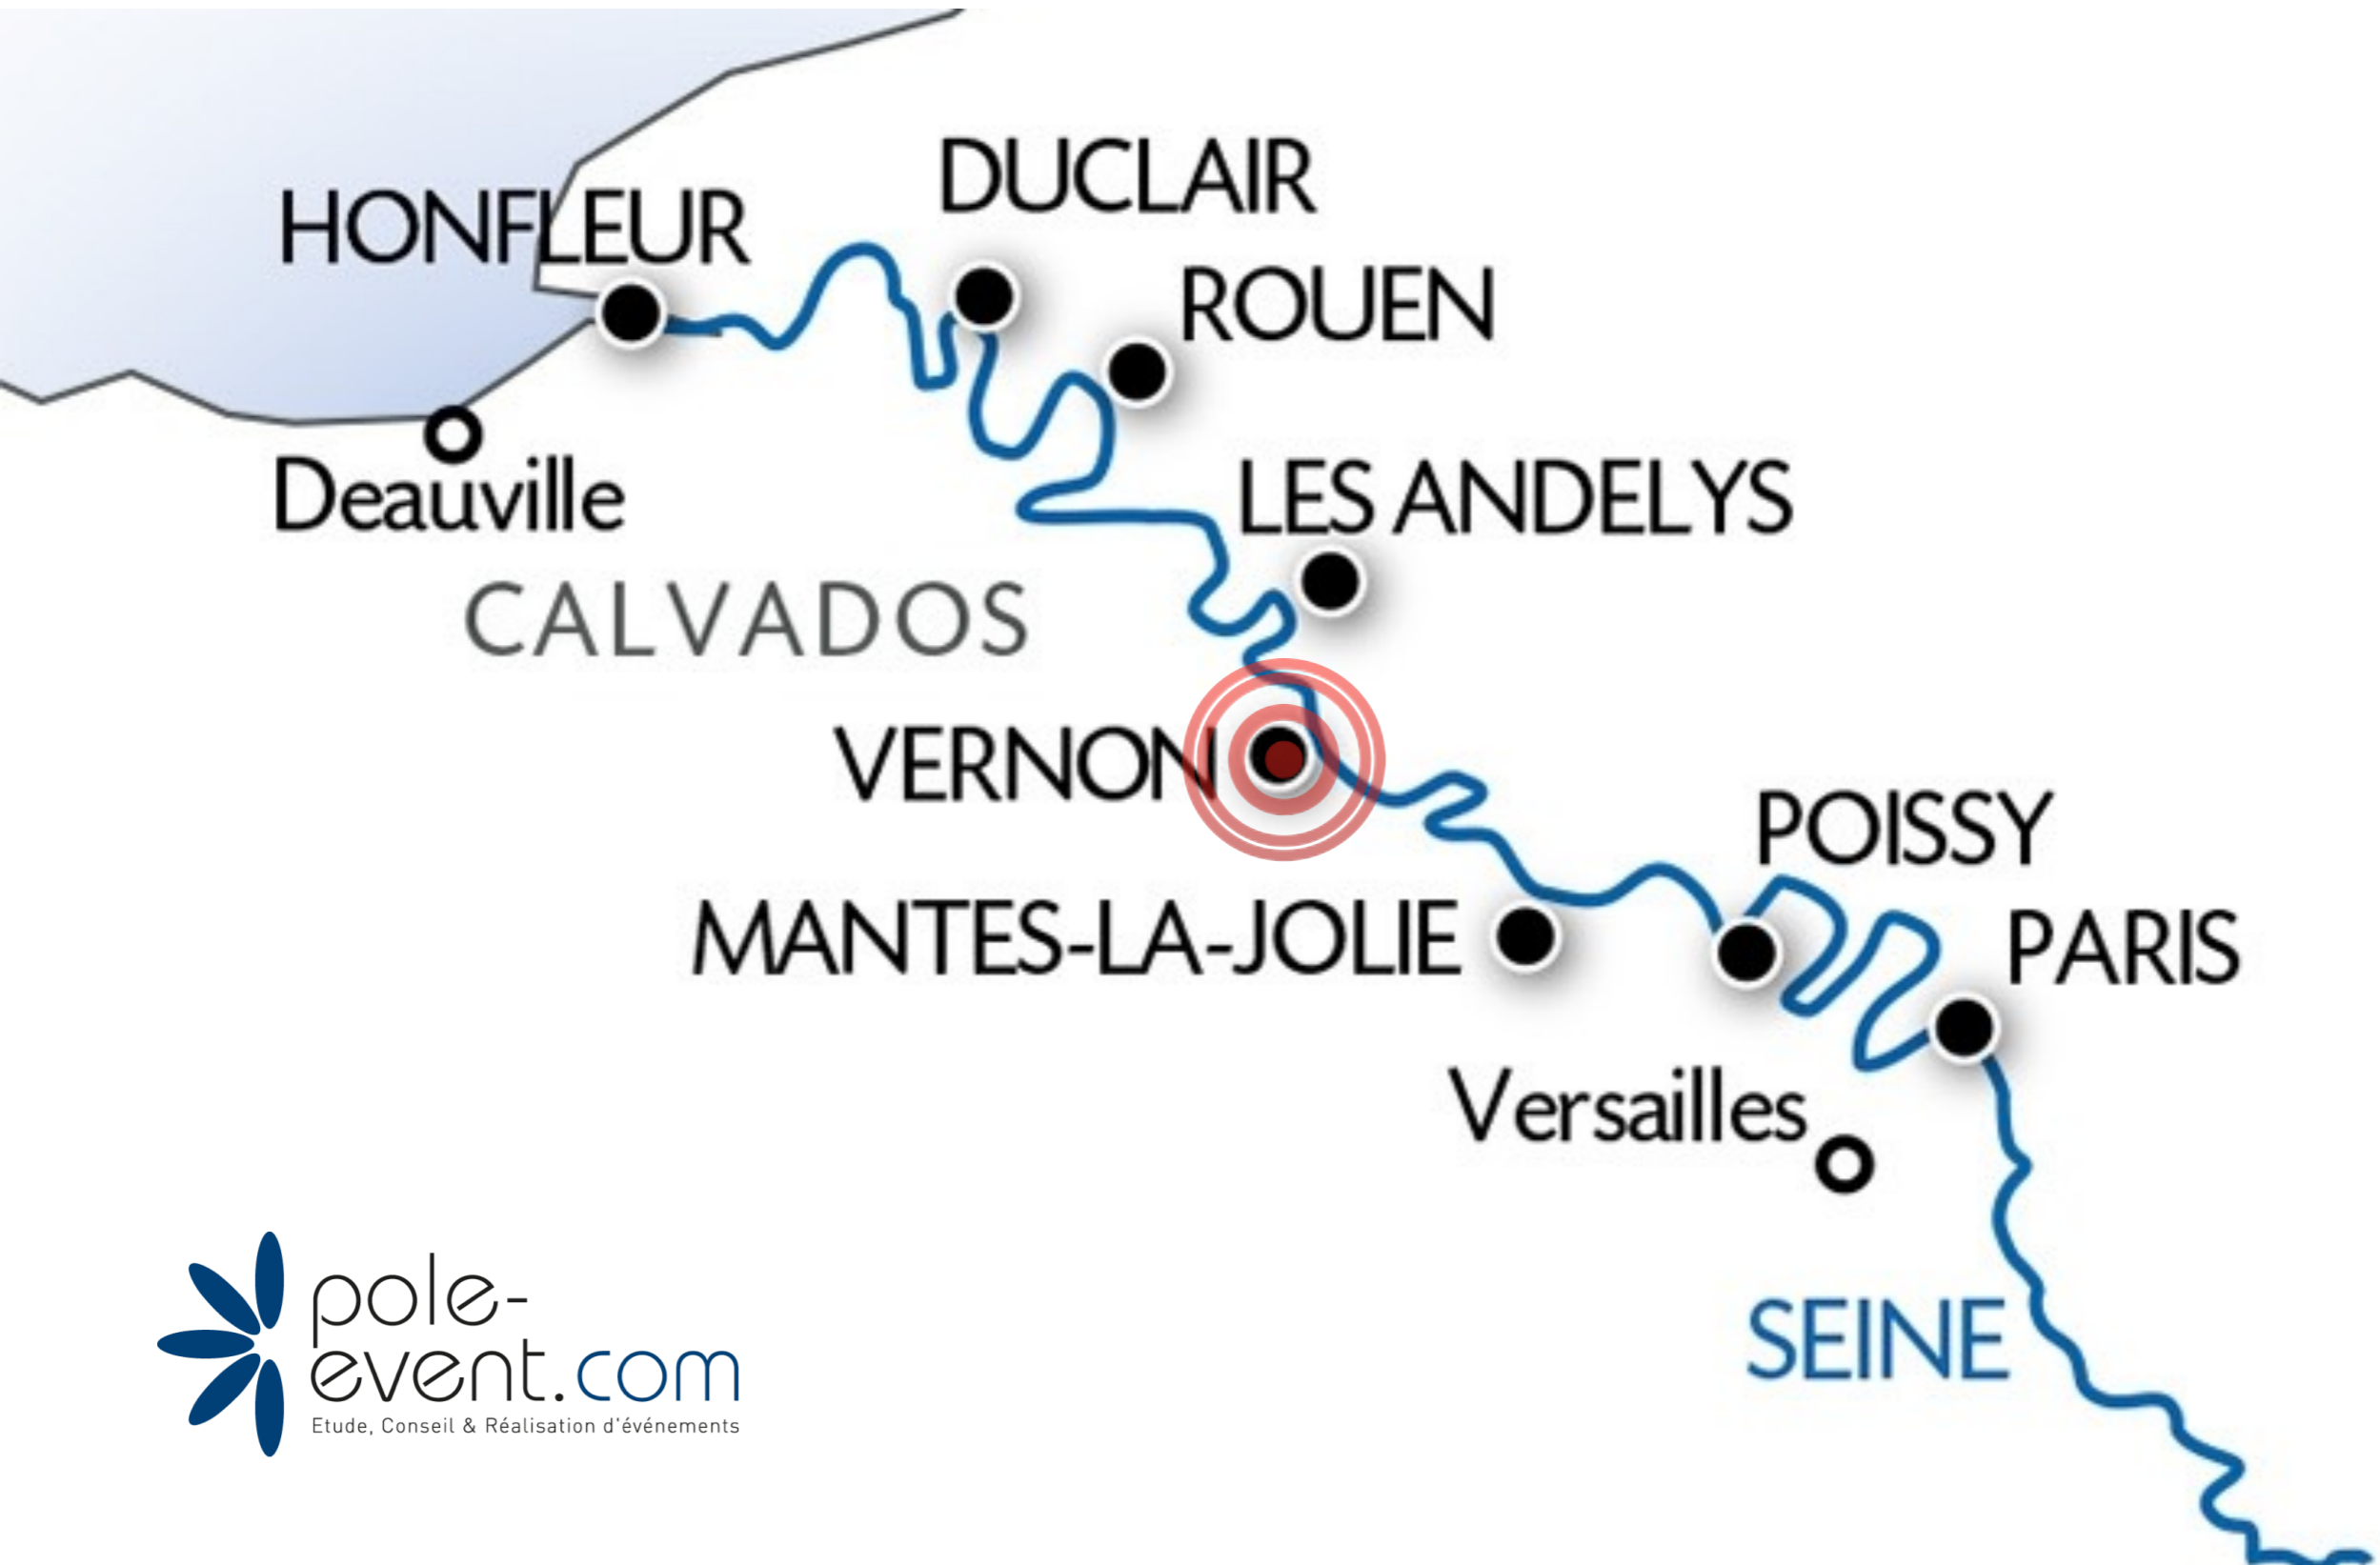 DUCLAIR
HONFLEUR
ROUEN
Deauville
LES ANDELYS
CALVADOS
VERNON
POISSY
MANTES-LA-JOLIE
PARIS
Versailles
SEINE
pole-
event.com
Etude, Conseil & Réalisation d'événements